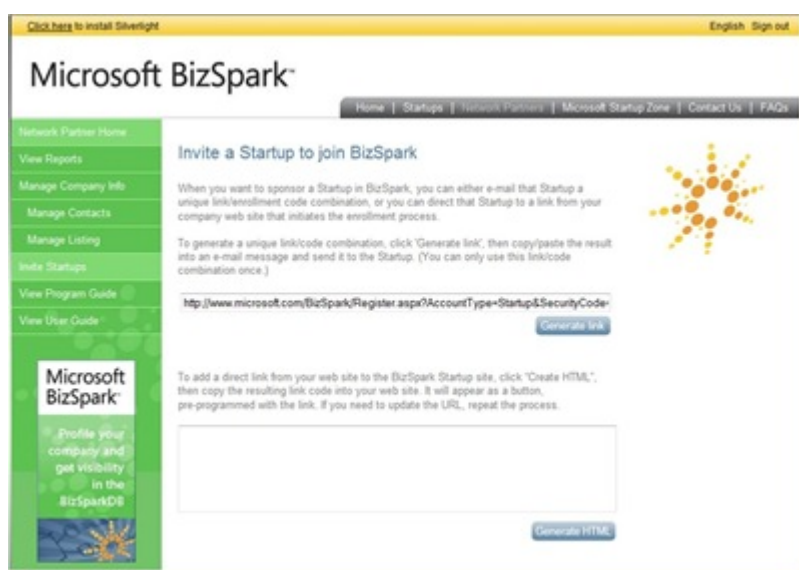 Click here to install Silverlight
English Sign out
Microsoft BizSpark™
Home | Startups | Network Partners | Microsoft Startup Zone | Contact Us | FAQs
Network Partner Home
View Reports
Manage Company Info
Manage Contacts
Manage Listing
Invite Startups
View Program Guide
View User Guide
Microsoft
BizSpark
Profile your
company and
get visibility
in the
BizSparkDB
Invite a Startup to join BizSpark
When you want to sponsor a Startup in BizSpark, you can either e-mail that Startup a
unique link/enrollment code combination, or you can direct that Startup to a link from your
company web site that initiates the enrollment process.
To generate a unique link/code combination, click 'Generate link', then copy/paste the result
into an e-mail message and send it to the Startup. (You can only use this link/code
combination once.)
http://www.microsoft.com/BizSpark/Register.aspx?AccountType=Startup&SecurityCode=
Generate link
To add a direct link from your web site to the BizSpark Startup site, click "Create HTML",
then copy the resulting link code into your web site. It will appear as a button,
pre-programmed with the link. If you need to update the URL, repeat the process.
Generate HTML